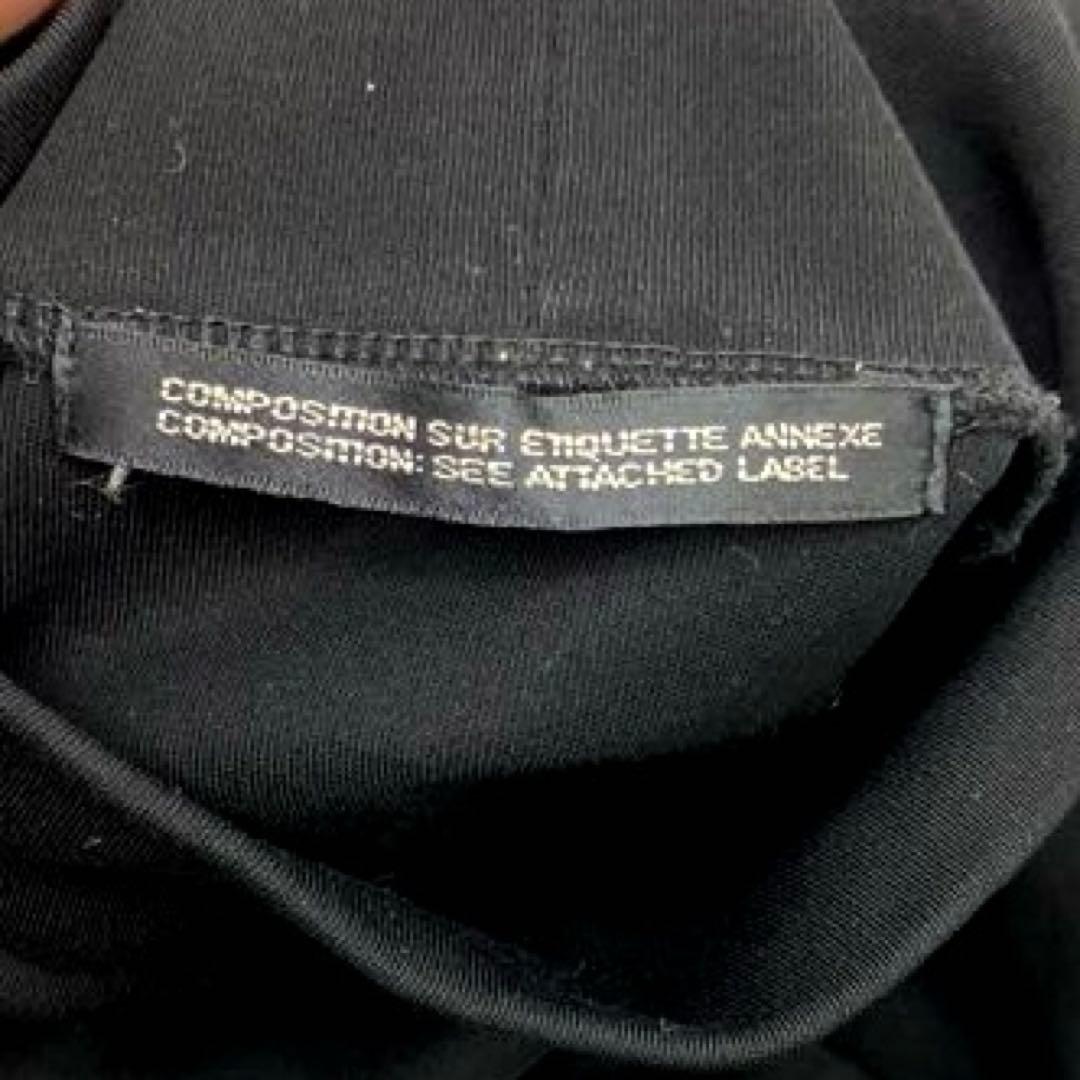 COMPOSITION SUR ETIQUETTE ANNEXE
COMPOSITION: SEE ATTACHED LABEL